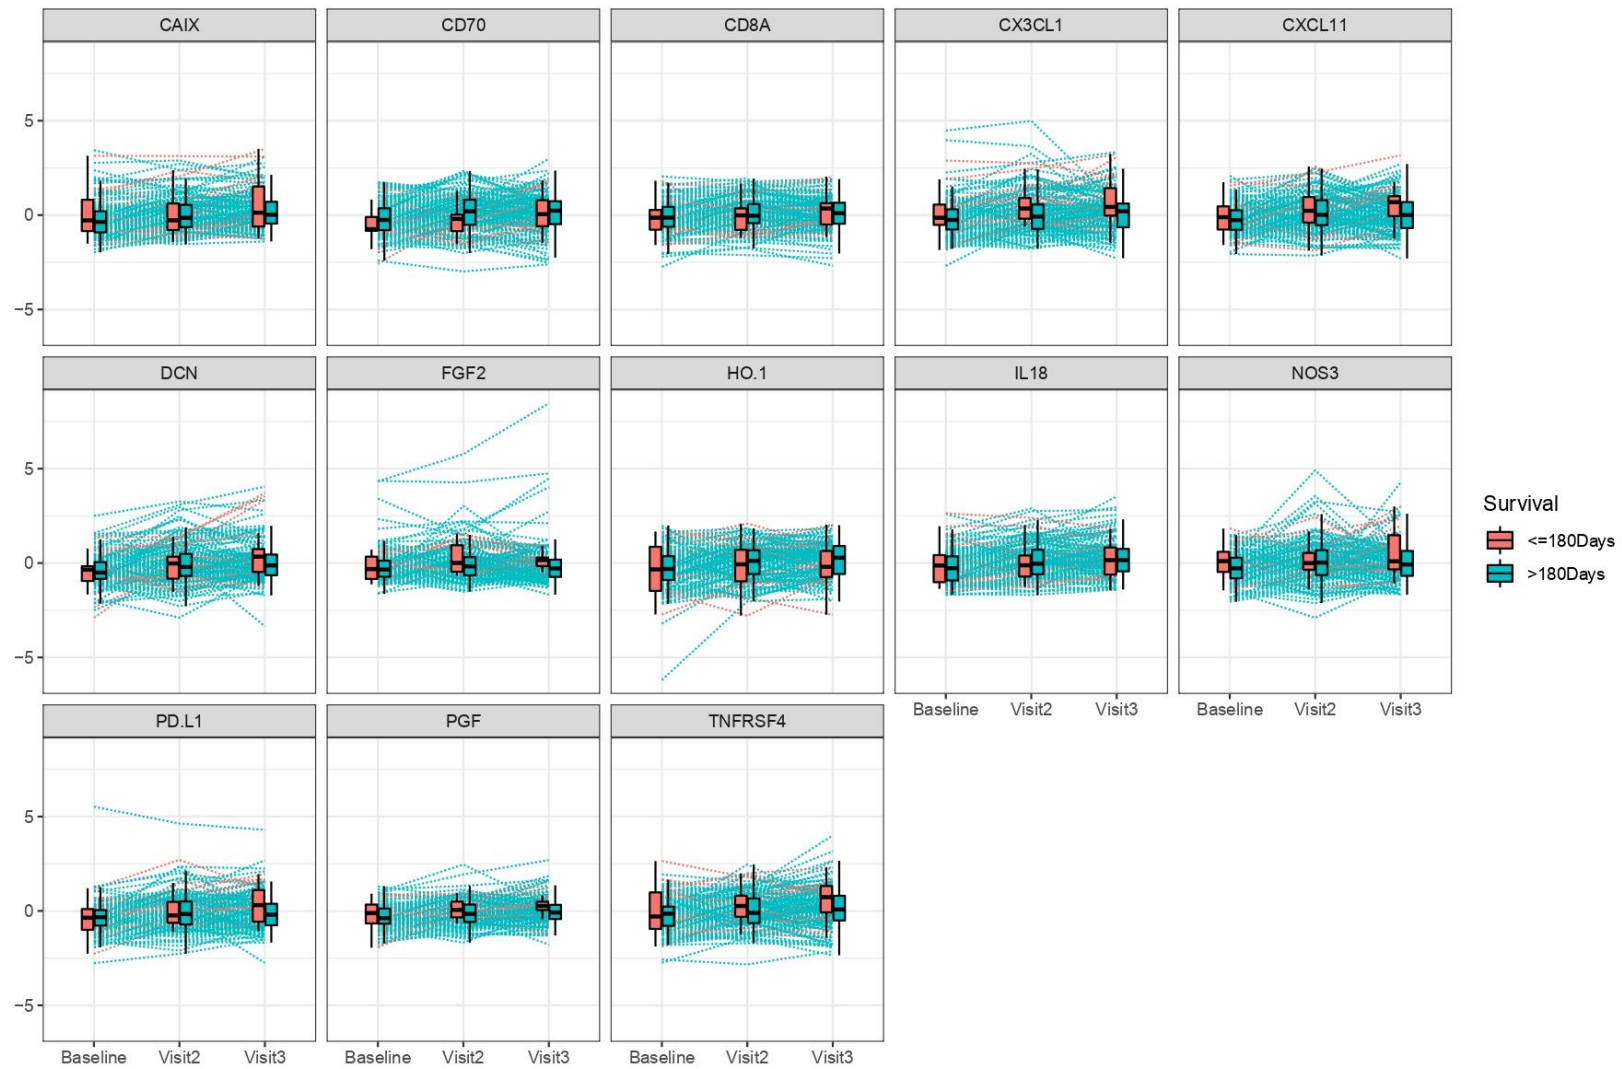 CAIX CD70 CD8A CX3CL1 CXCL11
5
0
−5
DCN FGF2 HO.1 IL18 NOS3
5
0
−5
Baseline Visit2 Visit3 Baseline Visit2 Visit3
PD.L1 PGF TNFRSF4
5
0
−5
Baseline Visit2 Visit3 Baseline Visit2 Visit3 Baseline Visit2 Visit3
Survival
<=180Days
>180Days